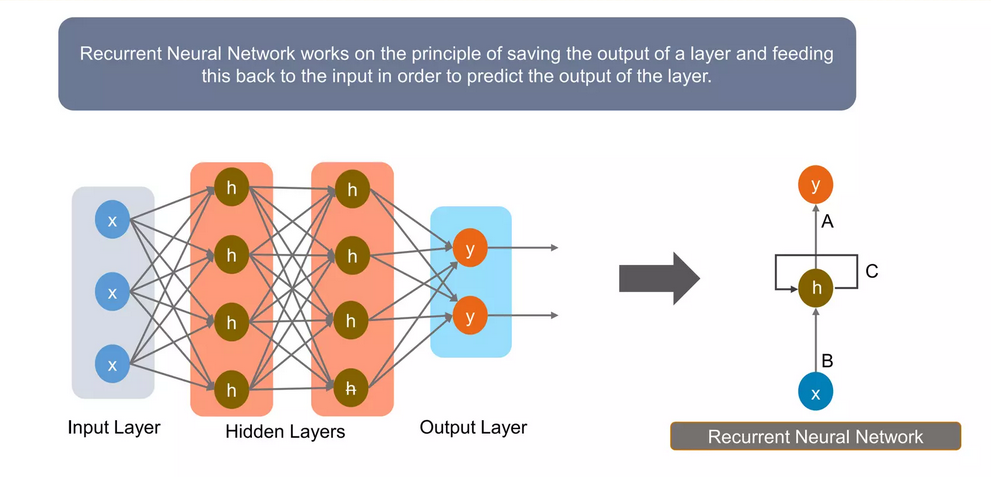 Recurrent Neural Network works on the principle of saving the output of a layer and feeding
this back to the input in order to predict the output of the layer.
x
x
x
h
h
h
h
h
h
h
h
y
y
Input Layer
Hidden Layers
Output Layer
y
A
C
h
B
x
Recurrent Neural Network